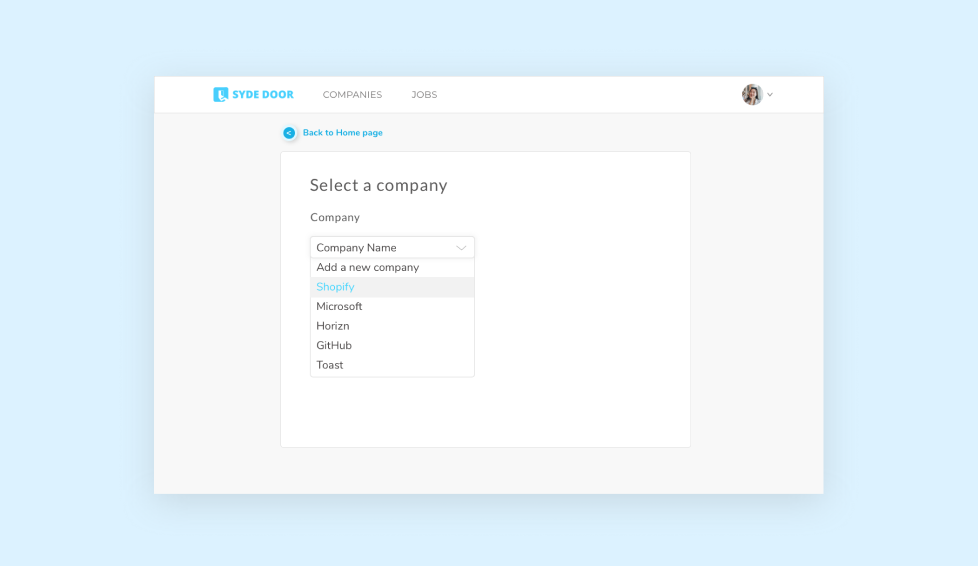 SYDE DOOR COMPANIES JOBS
< Back to Home page
Select a company
Company
Company Name
Add a new company
Shopify
Microsoft
Horizn
GitHub
Toast